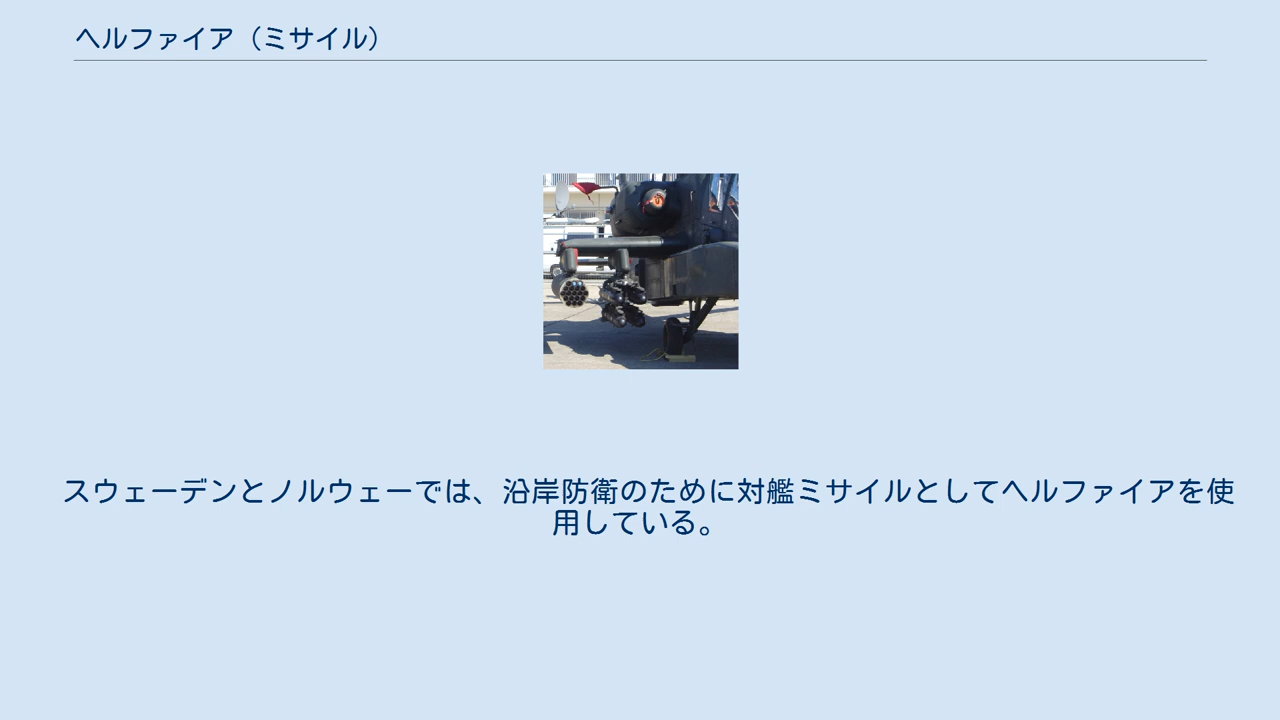 ヘルファイア（ミサイル）
スウェーデンとノルウェーでは、沿岸防衛のために対艦ミサイルとしてヘルファイアを使
用している。